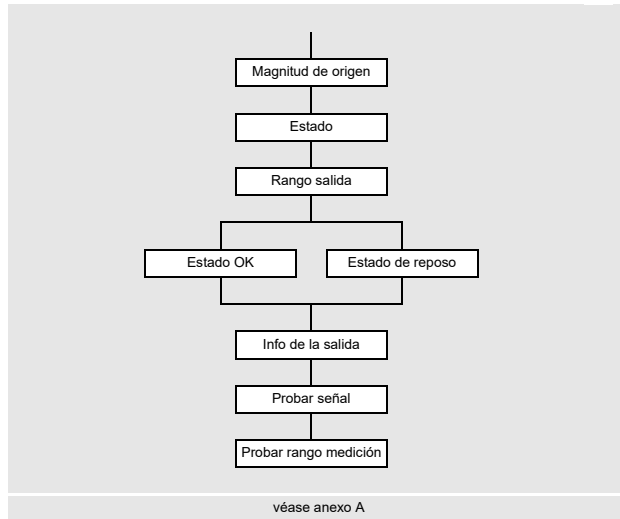 Magnitud de origen
Estado
Rango salida
Estado OK
Estado de reposo
Info de la salida
Probar señal
Probar rango medición
véase anexo A